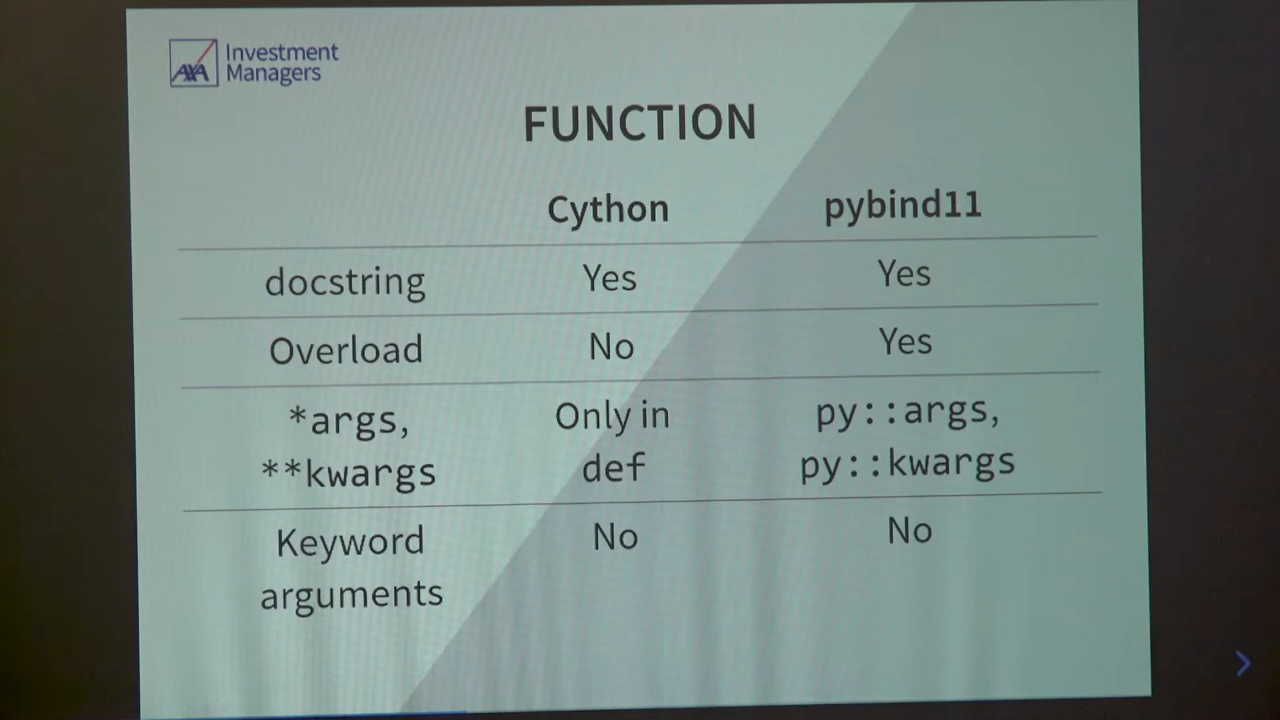 AXA
Investment
Managers
FUNCTION
Cython pybind11
docstring Yes Yes
Overload No Yes
*args, Only in py::args,
**kwargs def py::kwargs
Keyword No No
arguments